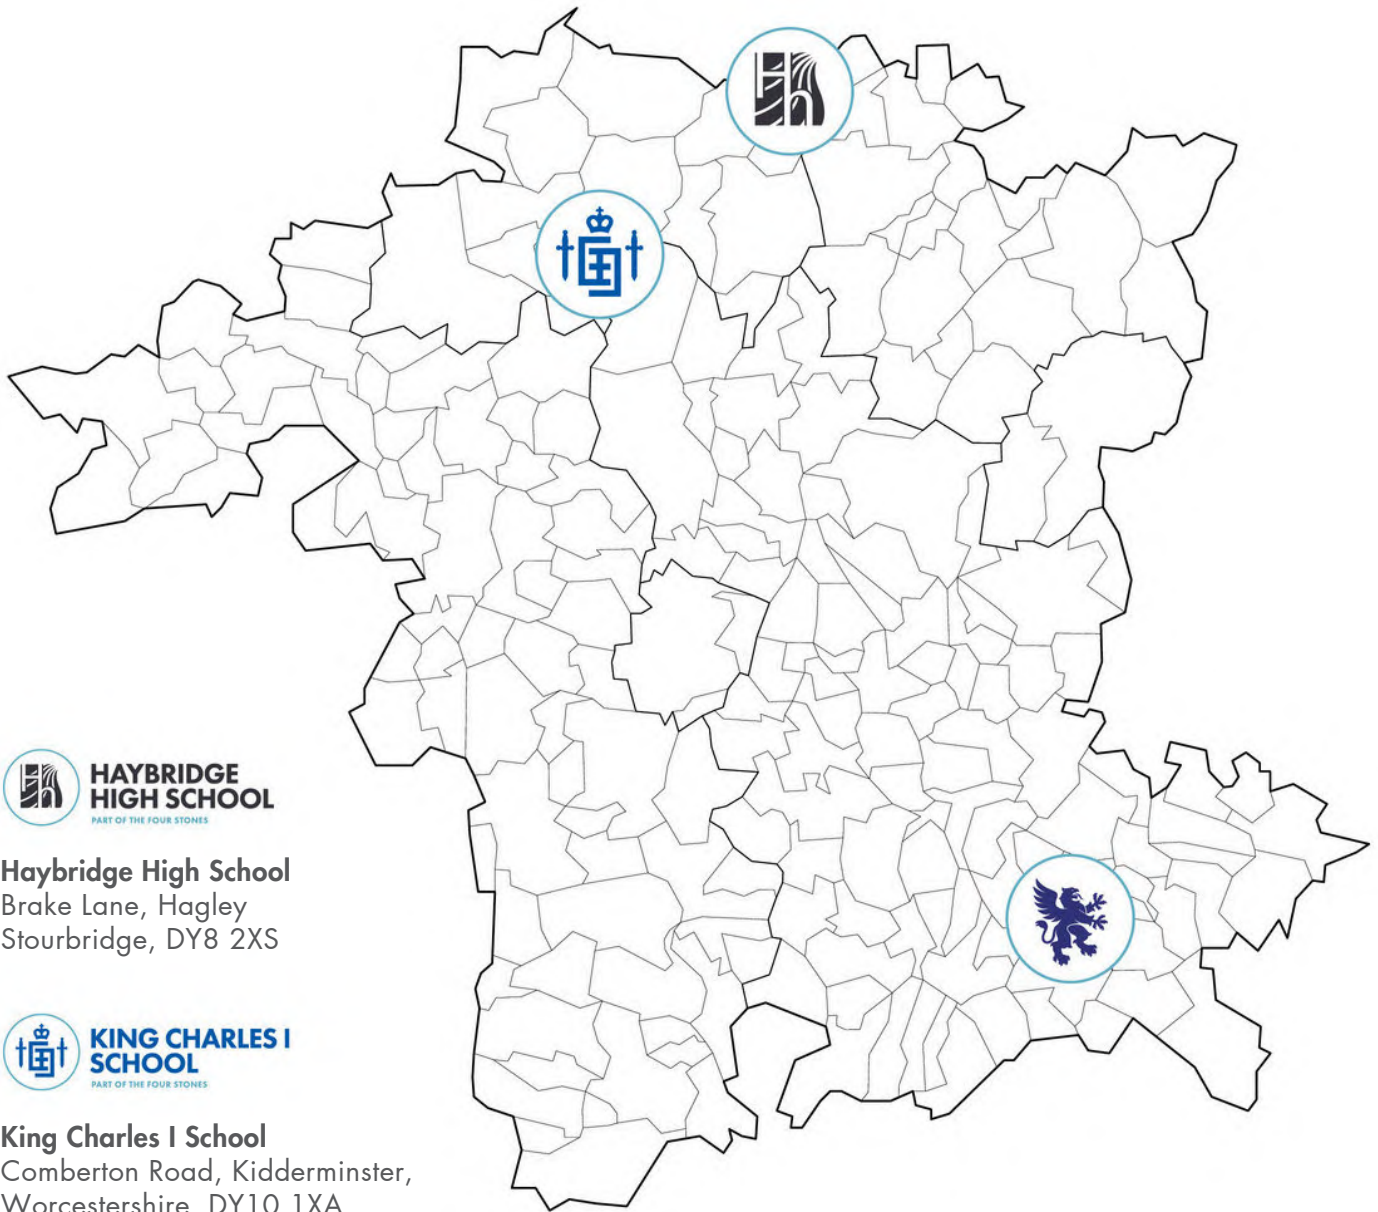 HAYBRIDGE
HIGH SCHOOL
PART OF THE FOUR STONES
Haybridge High School
Brake Lane, Hagley
Stourbridge, DY8 2XS
KING CHARLES I
SCHOOL
PART OF THE FOUR STONES
King Charles I School
Comberton Road, Kidderminster,
Worcestershire, DY10 1XA